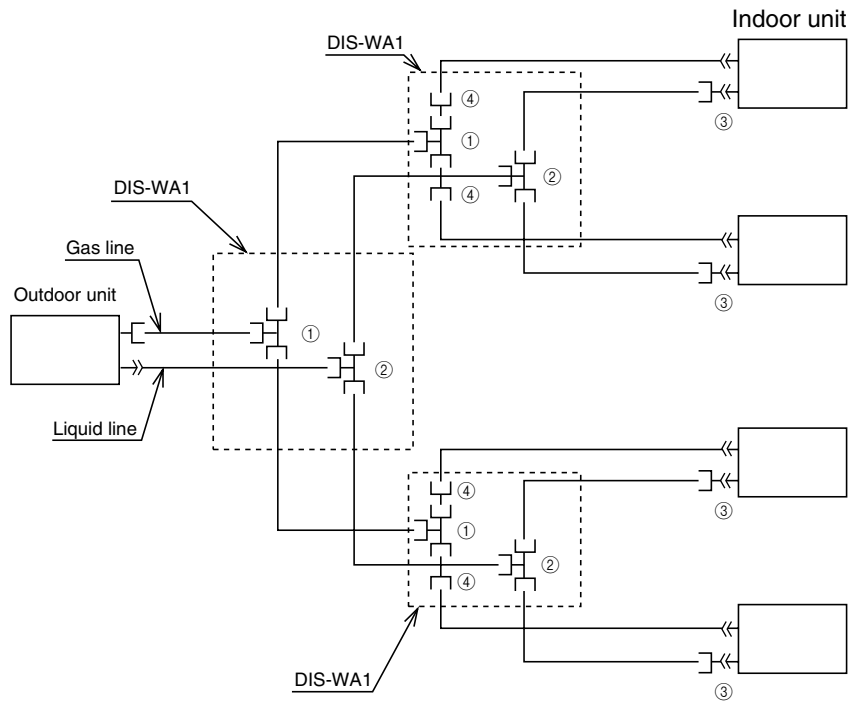 Indoor unit
DIS-WA1
④
①
③
②
④
DIS-WA1
Gas line
③
Outdoor unit
①
②
Liquid line
④
③
①
②
④
DIS-WA1
③